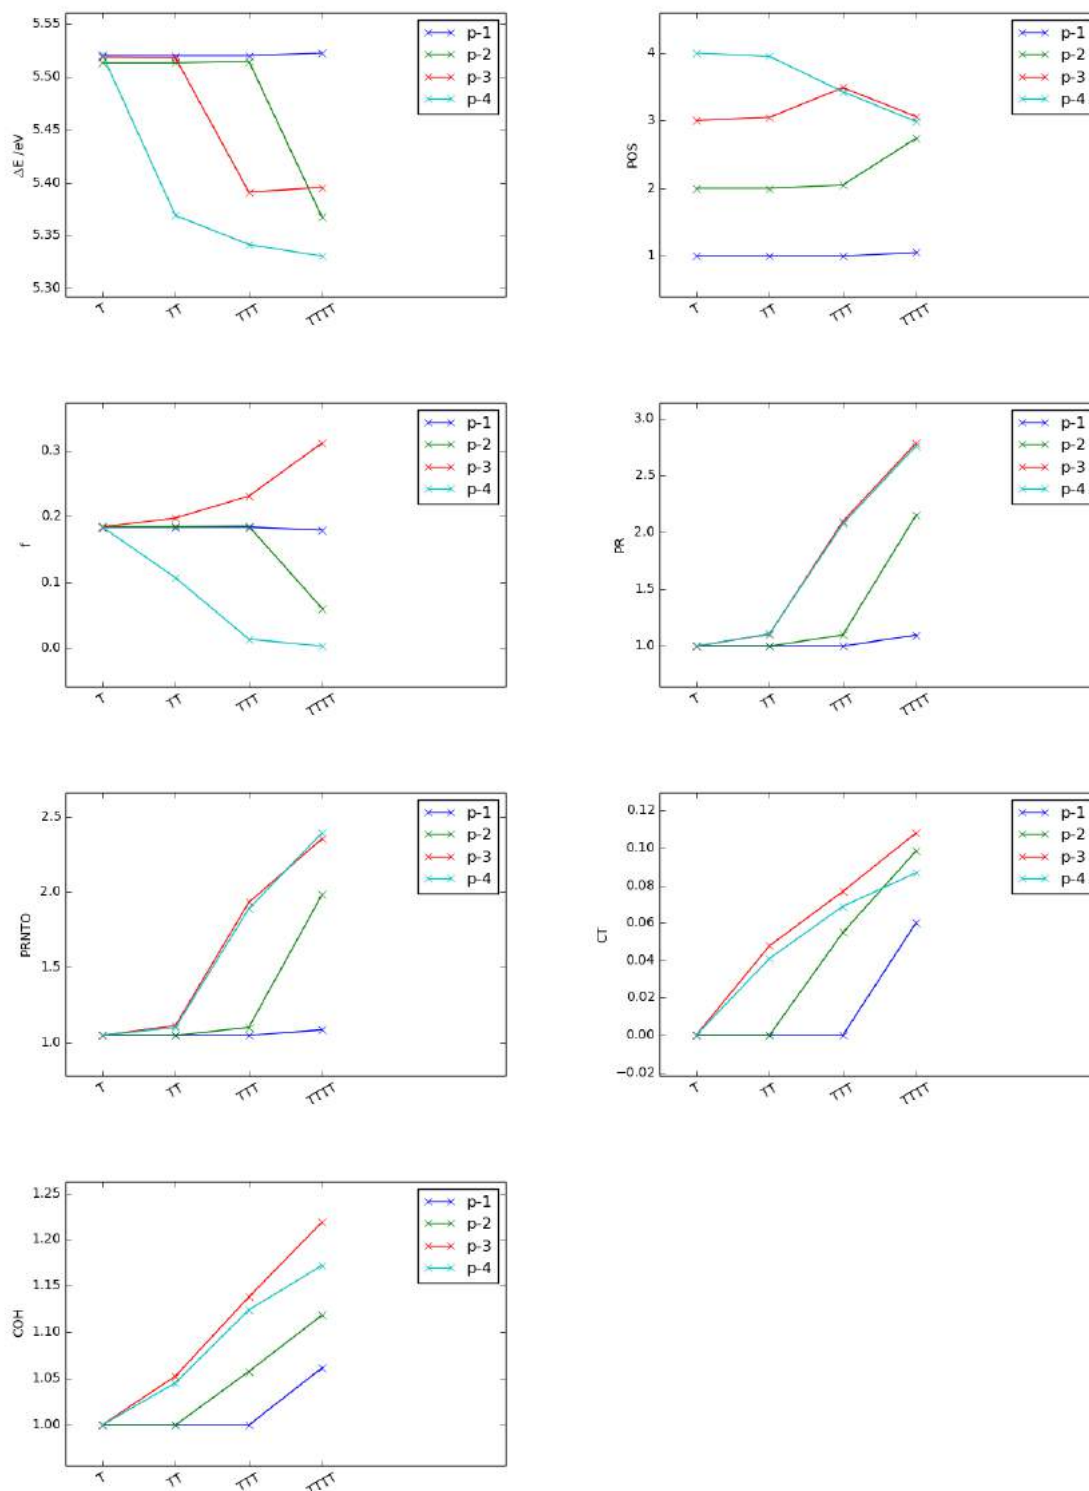 5.55
5.50
5.45
5.40
5.35
5.30
ΔE /eV
T
TT
TTT
TTTT
p-1
p-2
p-3
p-4
4
3
2
1
POS
T
TT
TTT
TTTT
p-1
p-2
p-3
p-4
0.3
0.2
0.1
0.0
f
T
TT
TTT
TTTT
p-1
p-2
p-3
p-4
3.0
2.5
2.0
1.5
1.0
PR
T
TT
TTT
TTTT
p-1
p-2
p-3
p-4
2.5
2.0
1.5
1.0
PRNTO
T
TT
TTT
TTTT
p-1
p-2
p-3
p-4
0.12
0.10
0.08
0.06
0.04
0.02
0.00
−0.02
CT
T
TT
TTT
TTTT
p-1
p-2
p-3
p-4
1.25
1.20
1.15
1.10
1.05
1.00
COH
T
TT
TTT
TTTT
p-1
p-2
p-3
p-4